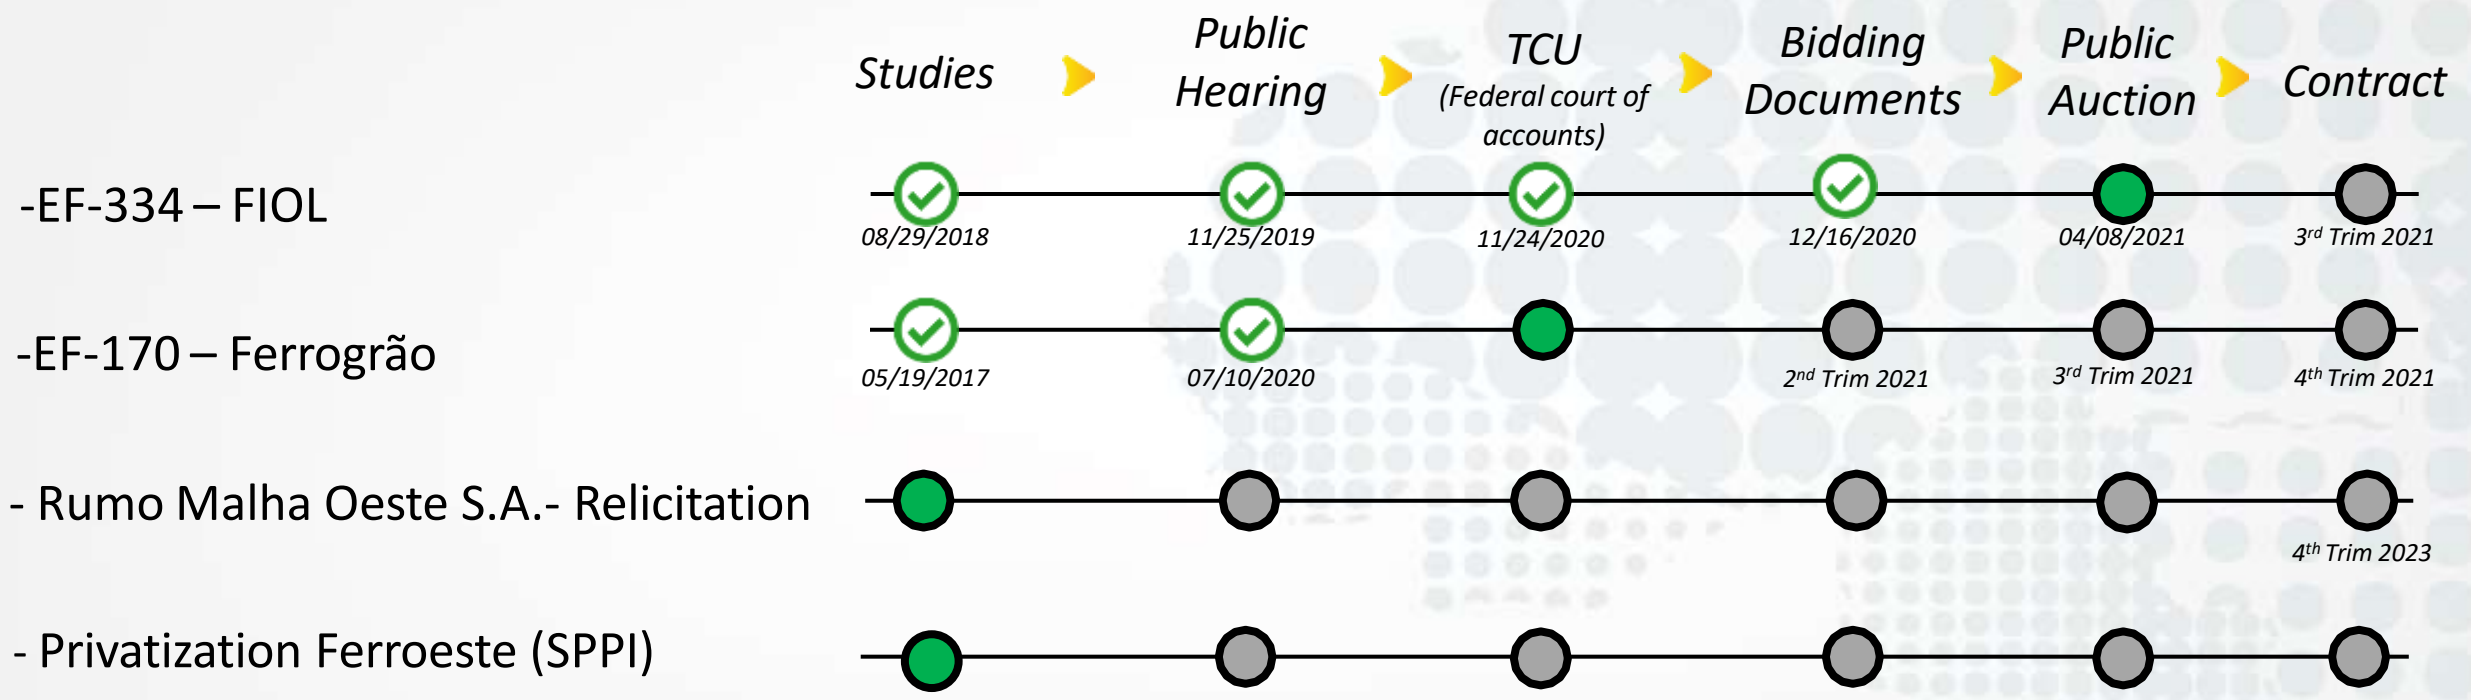 Studies
Public
Hearing
TCU
(Federal court of
accounts)
Bidding
Documents
Public
Auction
Contract
-EF-334 – FIOL
08/29/2018
11/25/2019
11/24/2020
12/16/2020
04/08/2021
3rd Trim 2021
-EF-170 – Ferrogrão
05/19/2017
07/10/2020
2nd Trim 2021
3rd Trim 2021
4th Trim 2021
- Rumo Malha Oeste S.A.- Relicitation
4th Trim 2023
- Privatization Ferroeste (SPPI)